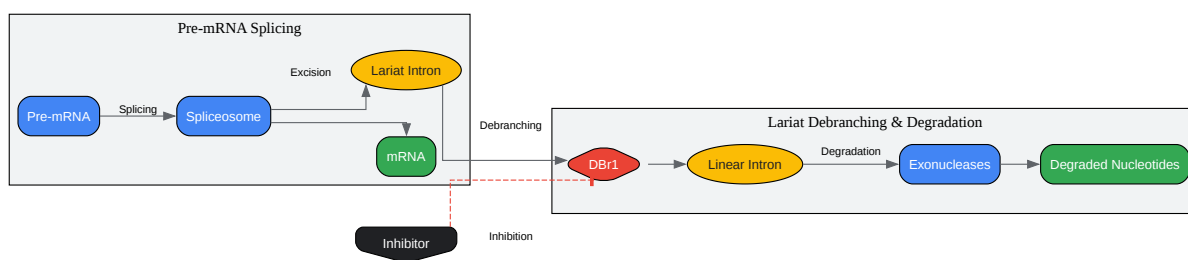 Pre-mRNA Splicing
Pre-mRNA
Splicing
Spliceosome
Excision
Lariat Intron
mRNA
Debranching
Lariat Debranching & Degradation
DBr1
Linear Intron
Degradation
Exonucleases
Degraded Nucleotides
Inhibitor
Inhibition